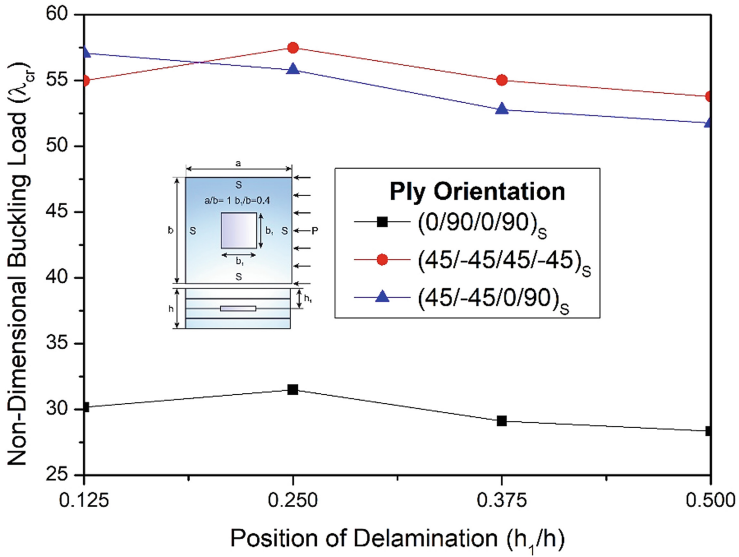 60
55
50
45
40
35
30
25
Non-Dimensional Buckling Load (λcr)
a
S
a/b= 1 b₁/b=0.4
b
S
b₁
S
P
b₁
S
h
h₁
Ply Orientation
(0/90/0/90)S
(45/-45/45/-45)S
(45/-45/0/90)S
0.125
0.250
0.375
0.500
Position of Delamination (h₁/h)